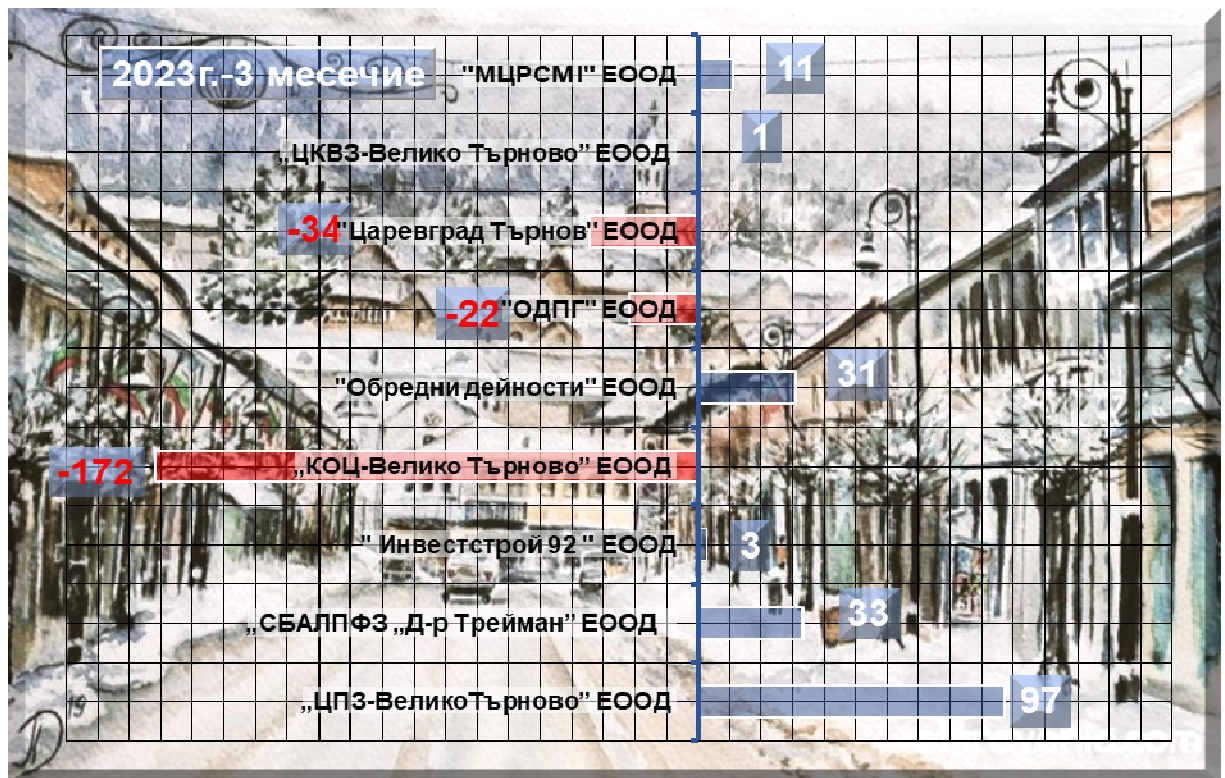 2023г.-3 месечие
"МЦРСМІ" ЕООД 11
„ЦКВЗ-Велико Търново” ЕООД 1
-34 "Царевград Търнов" ЕООД
-22 "ОДПГ" ЕООД
"Обредни дейности" ЕООД 31
-172 „КОЦ-Велико Търново” ЕООД
" Инвестстрой 92 " ЕООД 3
„СБАЛПФЗ „Д-р Трейман” ЕООД 33
„ЦПЗ-ВеликоТърново” ЕООД 97
19